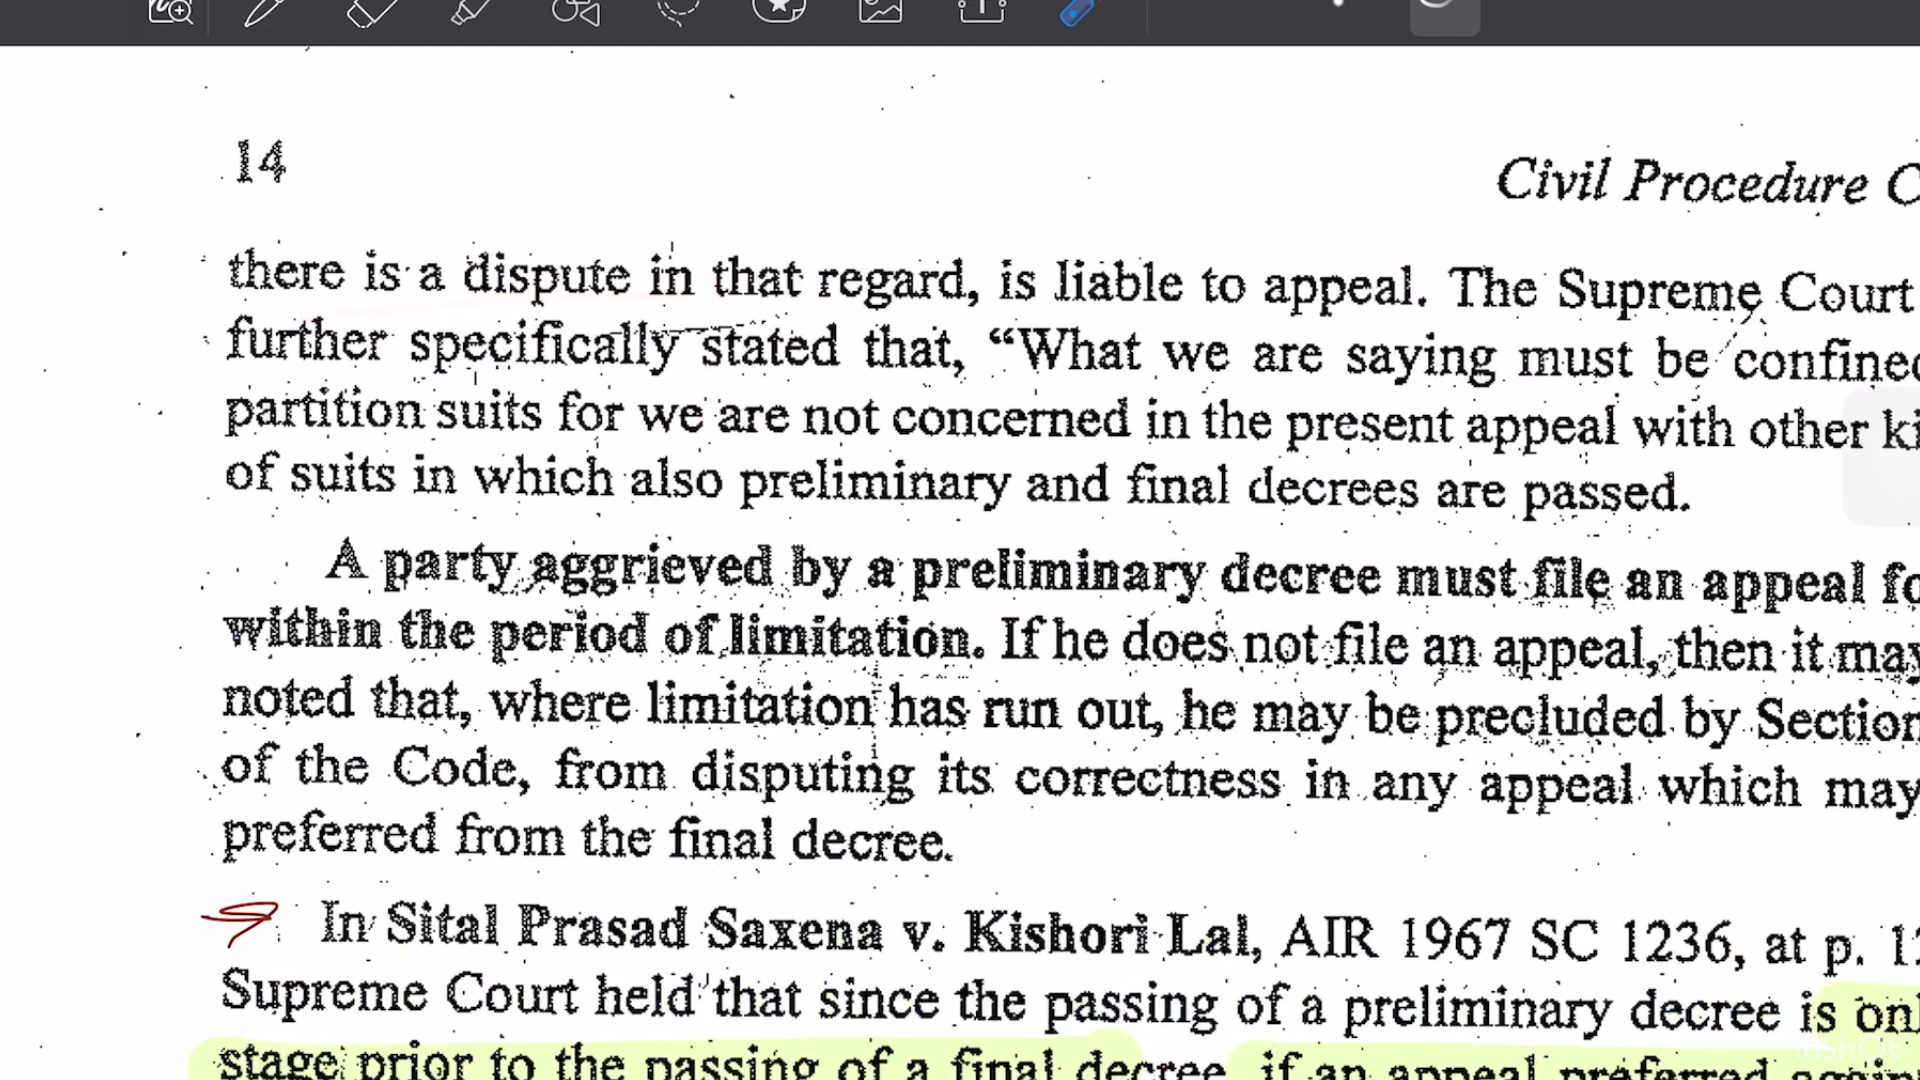 14
Civil Procedure C
there is a dispute in that regard, is liable to appeal. The Supreme Court
further specifically stated that, “What we are saying must be confined
partition suits for we are not concerned in the present appeal with other ki
of suits in which also preliminary and final decrees are passed.
A party aggrieved by a preliminary decree must file an appeal fo
within the period of limitation. If he does not file an appeal, then it may
noted that, where limitation has run out, he may be precluded by Section
of the Code, from disputing its correctness in any appeal which may
preferred from the final decree.
In Sital Prasad Saxena v. Kishori Lal, AIR 1967 SC 1236, at p. 12
Supreme Court held that since the passing of a preliminary decree is onl
stage prior to the passing of a final decree, if an appeal preferred